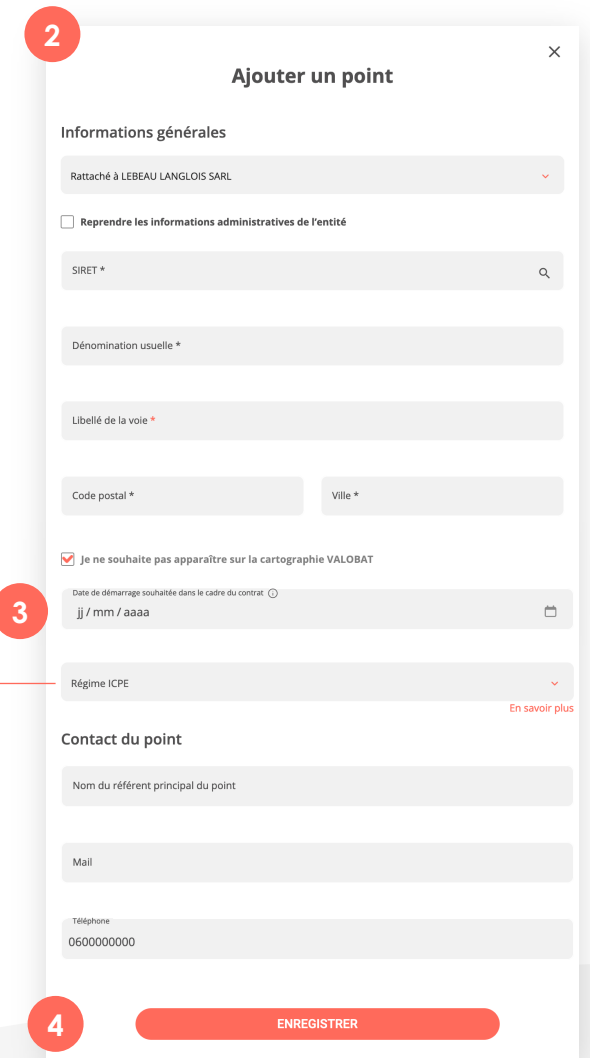 2
Ajouter un point
Informations générales
Rattaché à LEBEAU LANGLOIS SARL
Reprendre les informations administratives de l'entité
SIRET *
Dénomination usuelle *
Libellé de la voie *
Code postal *
Ville *
Je ne souhaite pas apparaître sur la cartographie VALOBAT
3
Date de démarrage souhaitée dans le cadre du contrat
jj / mm / aaaa
Régime ICPE
En savoir plus
Contact du point
Nom du référent principal du point
Mail
Téléphone
0600000000
4
ENREGISTRER